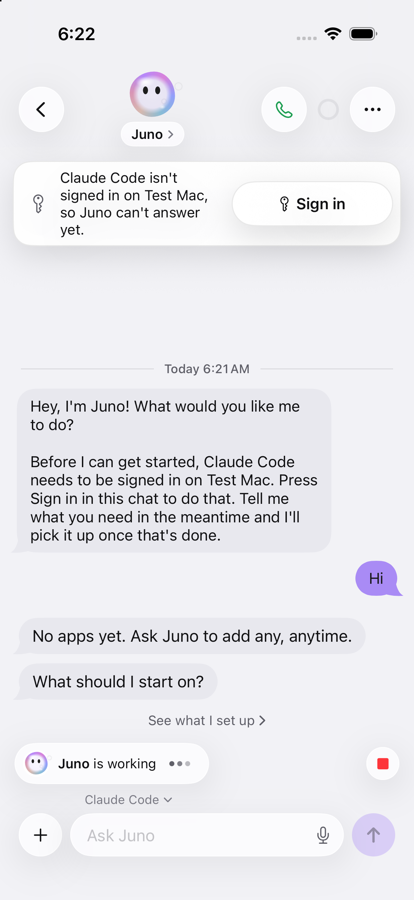 6:22
Juno >
Claude Code isn't
signed in on Test Mac,
so Juno can't answer
yet.
Sign in
Today 6:21 AM
Hey, I'm Juno! What would you like me
to do?
Before I can get started, Claude Code
needs to be signed in on Test Mac. Press
Sign in in this chat to do that. Tell me
what you need in the meantime and I'll
pick it up once that's done.
Hi
No apps yet. Ask Juno to add any, anytime.
What should I start on?
See what I set up >
Juno is working
Claude Code
Ask Juno